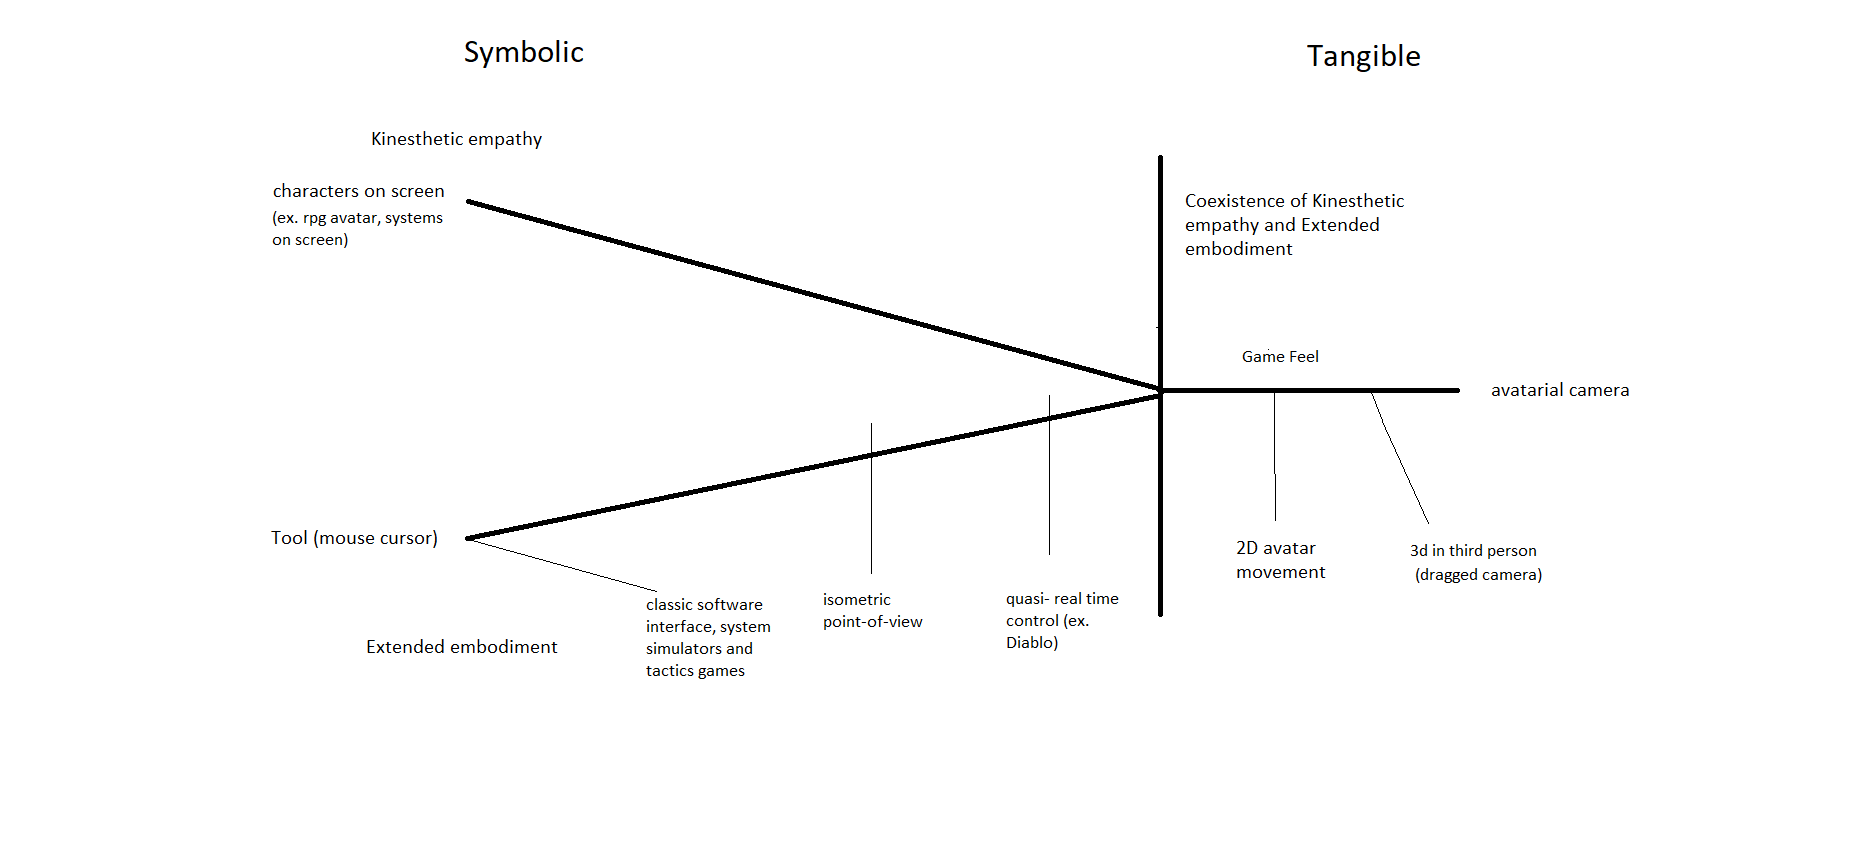 Symbolic
Tangible
Kinesthetic empathy
characters on screen
(ex. rpg avatar, systems
on screen)
Coexistence of Kinesthetic
empathy and Extended
embodiment
Game Feel
avatarial camera
Tool (mouse cursor)
2D avatar
movement
3d in third person
(dragged camera)
classic software
interface, system
simulators and
tactics games
isometric
point-of-view
quasi- real time
control (ex.
Diablo)
Extended embodiment